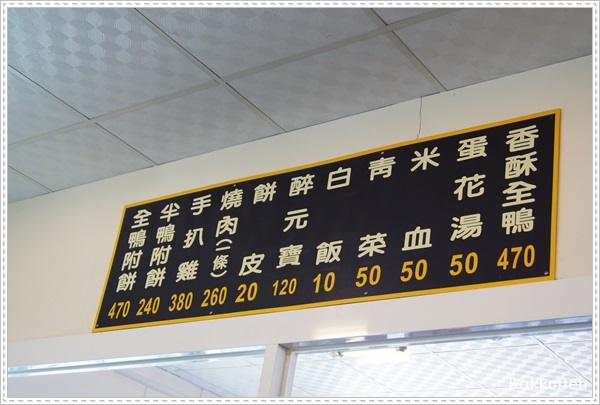 香酥全鴨 470
蛋花湯 50
米血 50
青菜 50
白飯 10
醉元寶 120
餅皮 20
燒肉(一條) 260
手扒雞 380
半鴨附餅 240
全鴨附餅 470